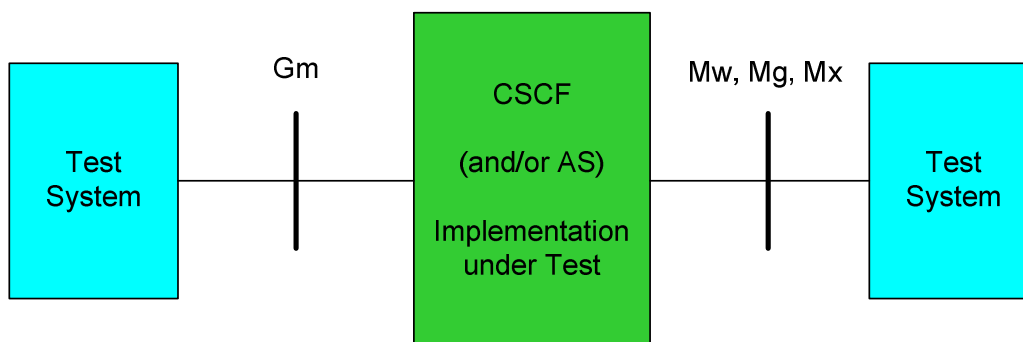 Test
System
Gm
CSCF
(and/or AS)
Implementation
under Test
Mw, Mg, Mx
Test
System